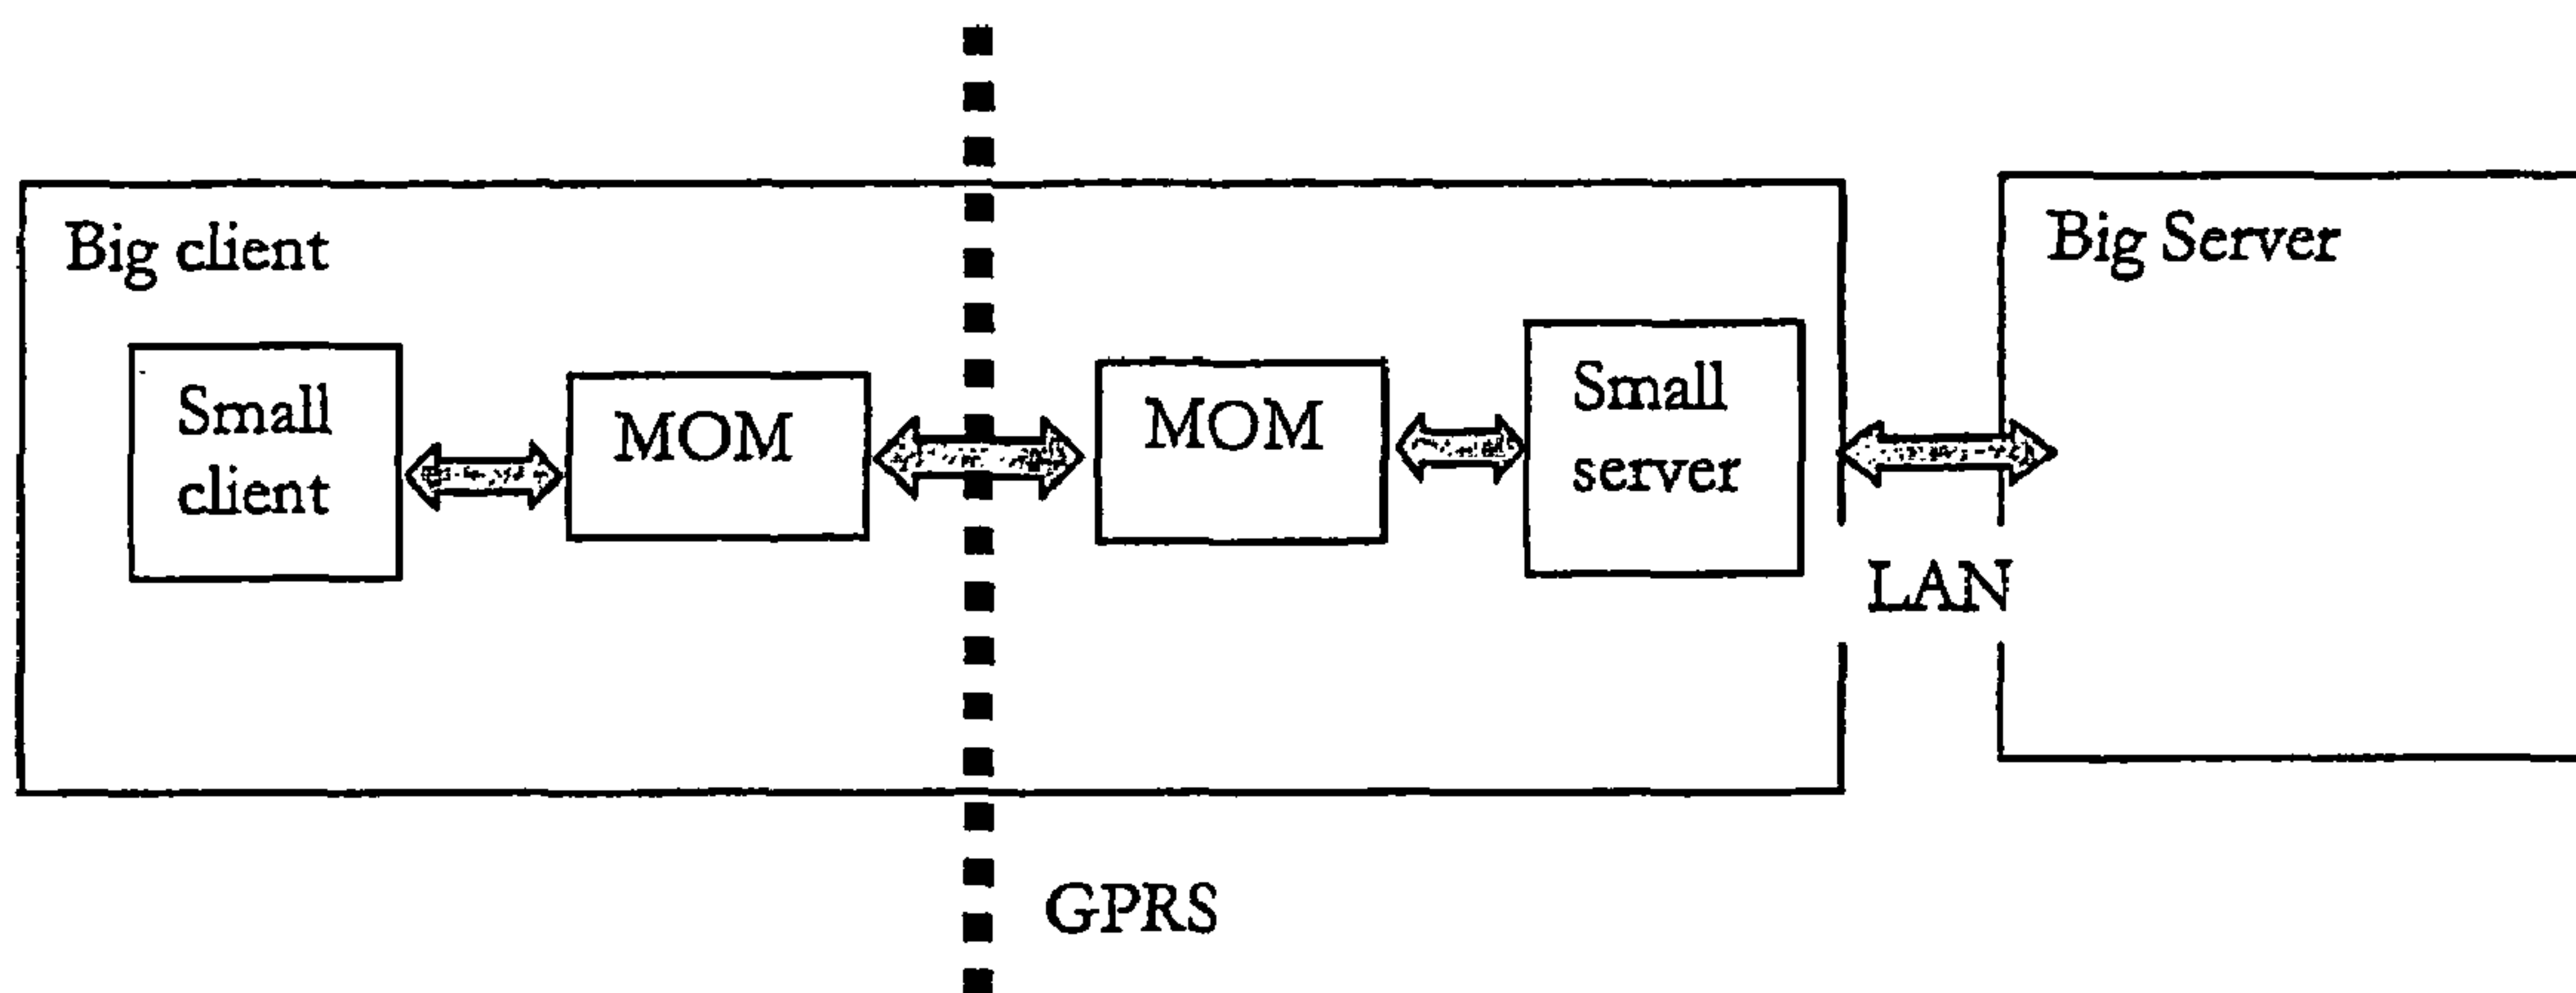 Big client
Big Server
Small
client
MOM
MOM
Small
server
LAN
GPRS